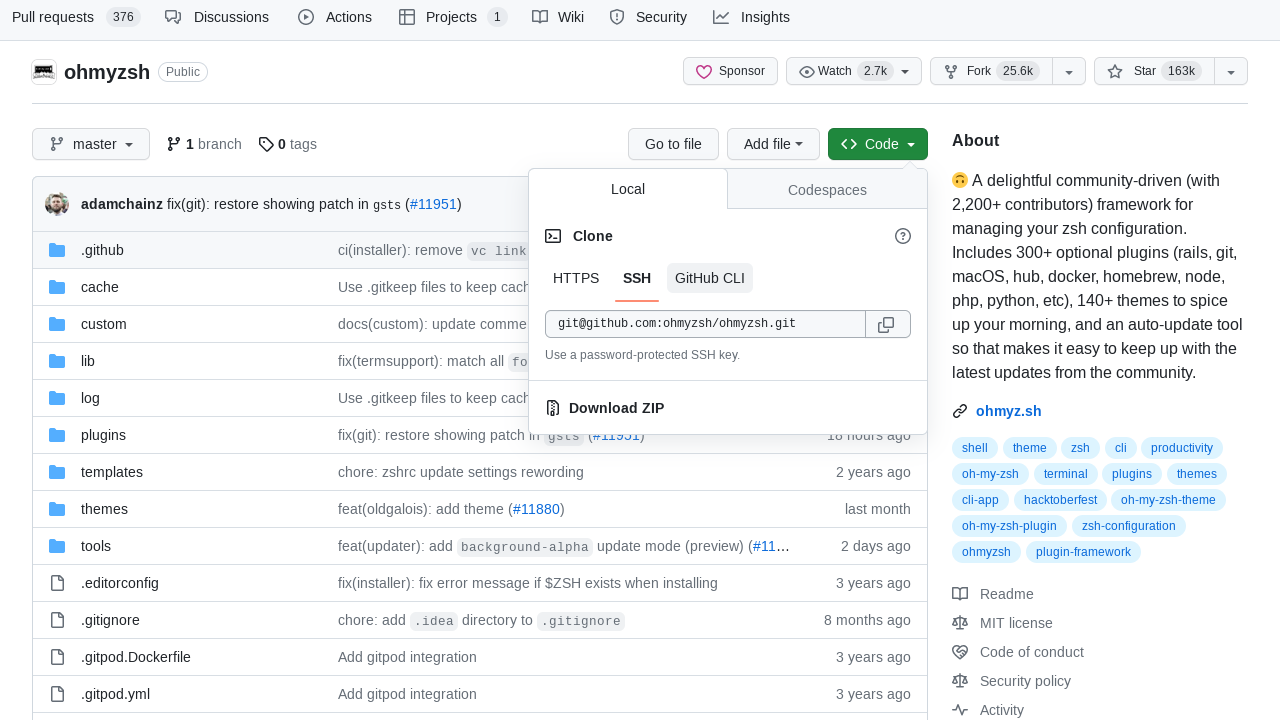 Pull requests 376 Discussions Actions Projects 1 Wiki Security Insights
ohmyzsh Public Sponsor Watch 2.7k Fork 25.6k Star 163k
master 1 branch 0 tags Go to file Add file Code
Local Codespaces
Clone
HTTPS SSH GitHub CLI
git@github.com:ohmyzsh/ohmyzsh.git
Use a password-protected SSH key.
Download ZIP
adamchainz fix(git): restore showing patch in gsts (#11951)
.github ci(installer): remove vc link
cache Use .gitkeep files to keep cach
custom docs(custom): update comme
lib fix(termsupport): match all fo
log Use .gitkeep files to keep cach
plugins fix(git): restore showing patch in gsts (#11951) 18 hours ago
templates chore: zshrc update settings rewording 2 years ago
themes feat(oldgalois): add theme (#11880) last month
tools feat(updater): add background-alpha update mode (preview) (#11... 2 days ago
.editorconfig fix(installer): fix error message if $ZSH exists when installing 3 years ago
.gitignore chore: add .idea directory to .gitignore 8 months ago
.gitpod.Dockerfile Add gitpod integration 3 years ago
.gitpod.yml Add gitpod integration 3 years ago
About
🙃 A delightful community-driven (with
2,200+ contributors) framework for
managing your zsh configuration.
Includes 300+ optional plugins (rails, git,
macOS, hub, docker, homebrew, node,
php, python, etc), 140+ themes to spice
up your morning, and an auto-update tool
so that makes it easy to keep up with the
latest updates from the community.
ohmyz.sh
shell theme zsh cli productivity
oh-my-zsh terminal plugins themes
cli-app hacktoberfest oh-my-zsh-theme
oh-my-zsh-plugin zsh-configuration
ohmyzsh plugin-framework
Readme
MIT license
Code of conduct
Security policy
Activity